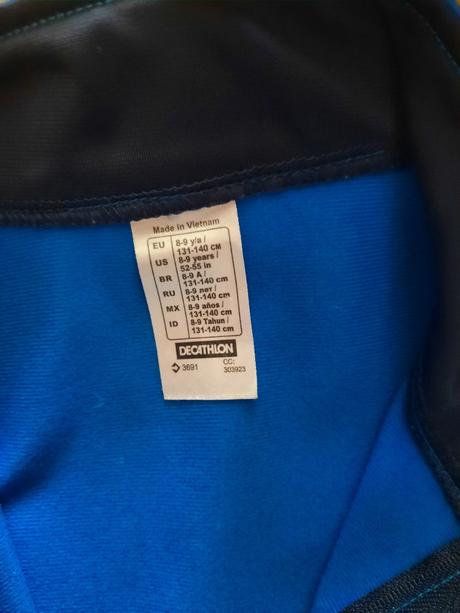 Made in Vietnam
EU 8-9 y/a /
131-140 CM
US 8-9 years /
52-55 in
BR 8-9 A /
131-140 cm
RU 8-9 лет /
131-140 cm
MX 8-9 años /
131-140 cm
ID 8-9 Tahun /
131-140 cm
DECATHLON
3691 CC:
303923